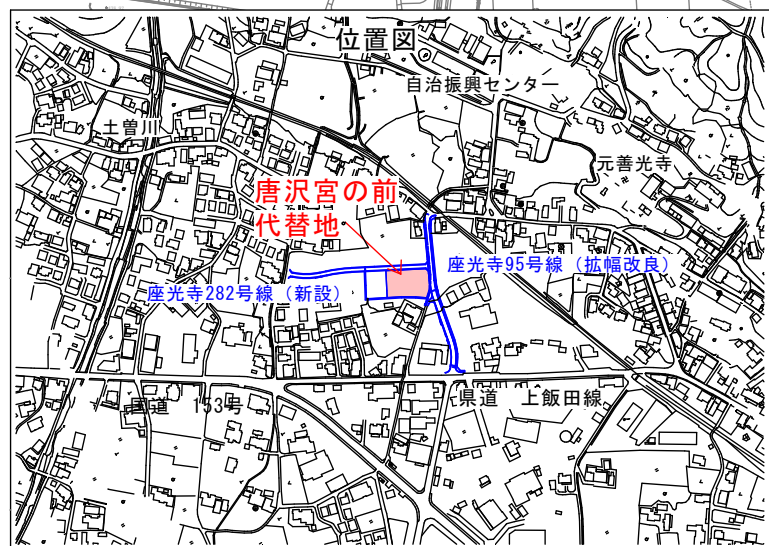 位置図
自治振興センター
土曽川
元善光寺
唐沢宮の前
代替地
座光寺95号線（拡幅改良）
座光寺282号線（新設）
国道　153号
県道　上飯田線